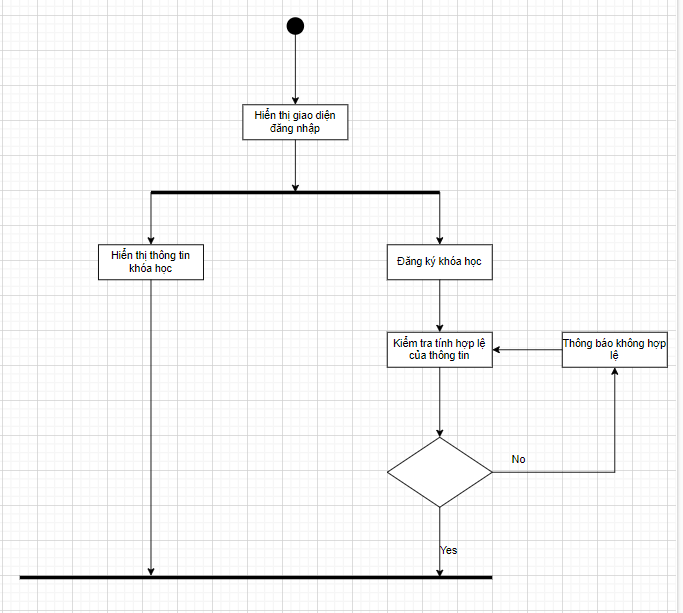 Hiển thị giao diện
đăng nhập
Hiển thị thông tin
khóa học
Đăng ký khóa học
Kiểm tra tính hợp lệ
của thông tin
Thông báo không hợp
lệ
No
Yes